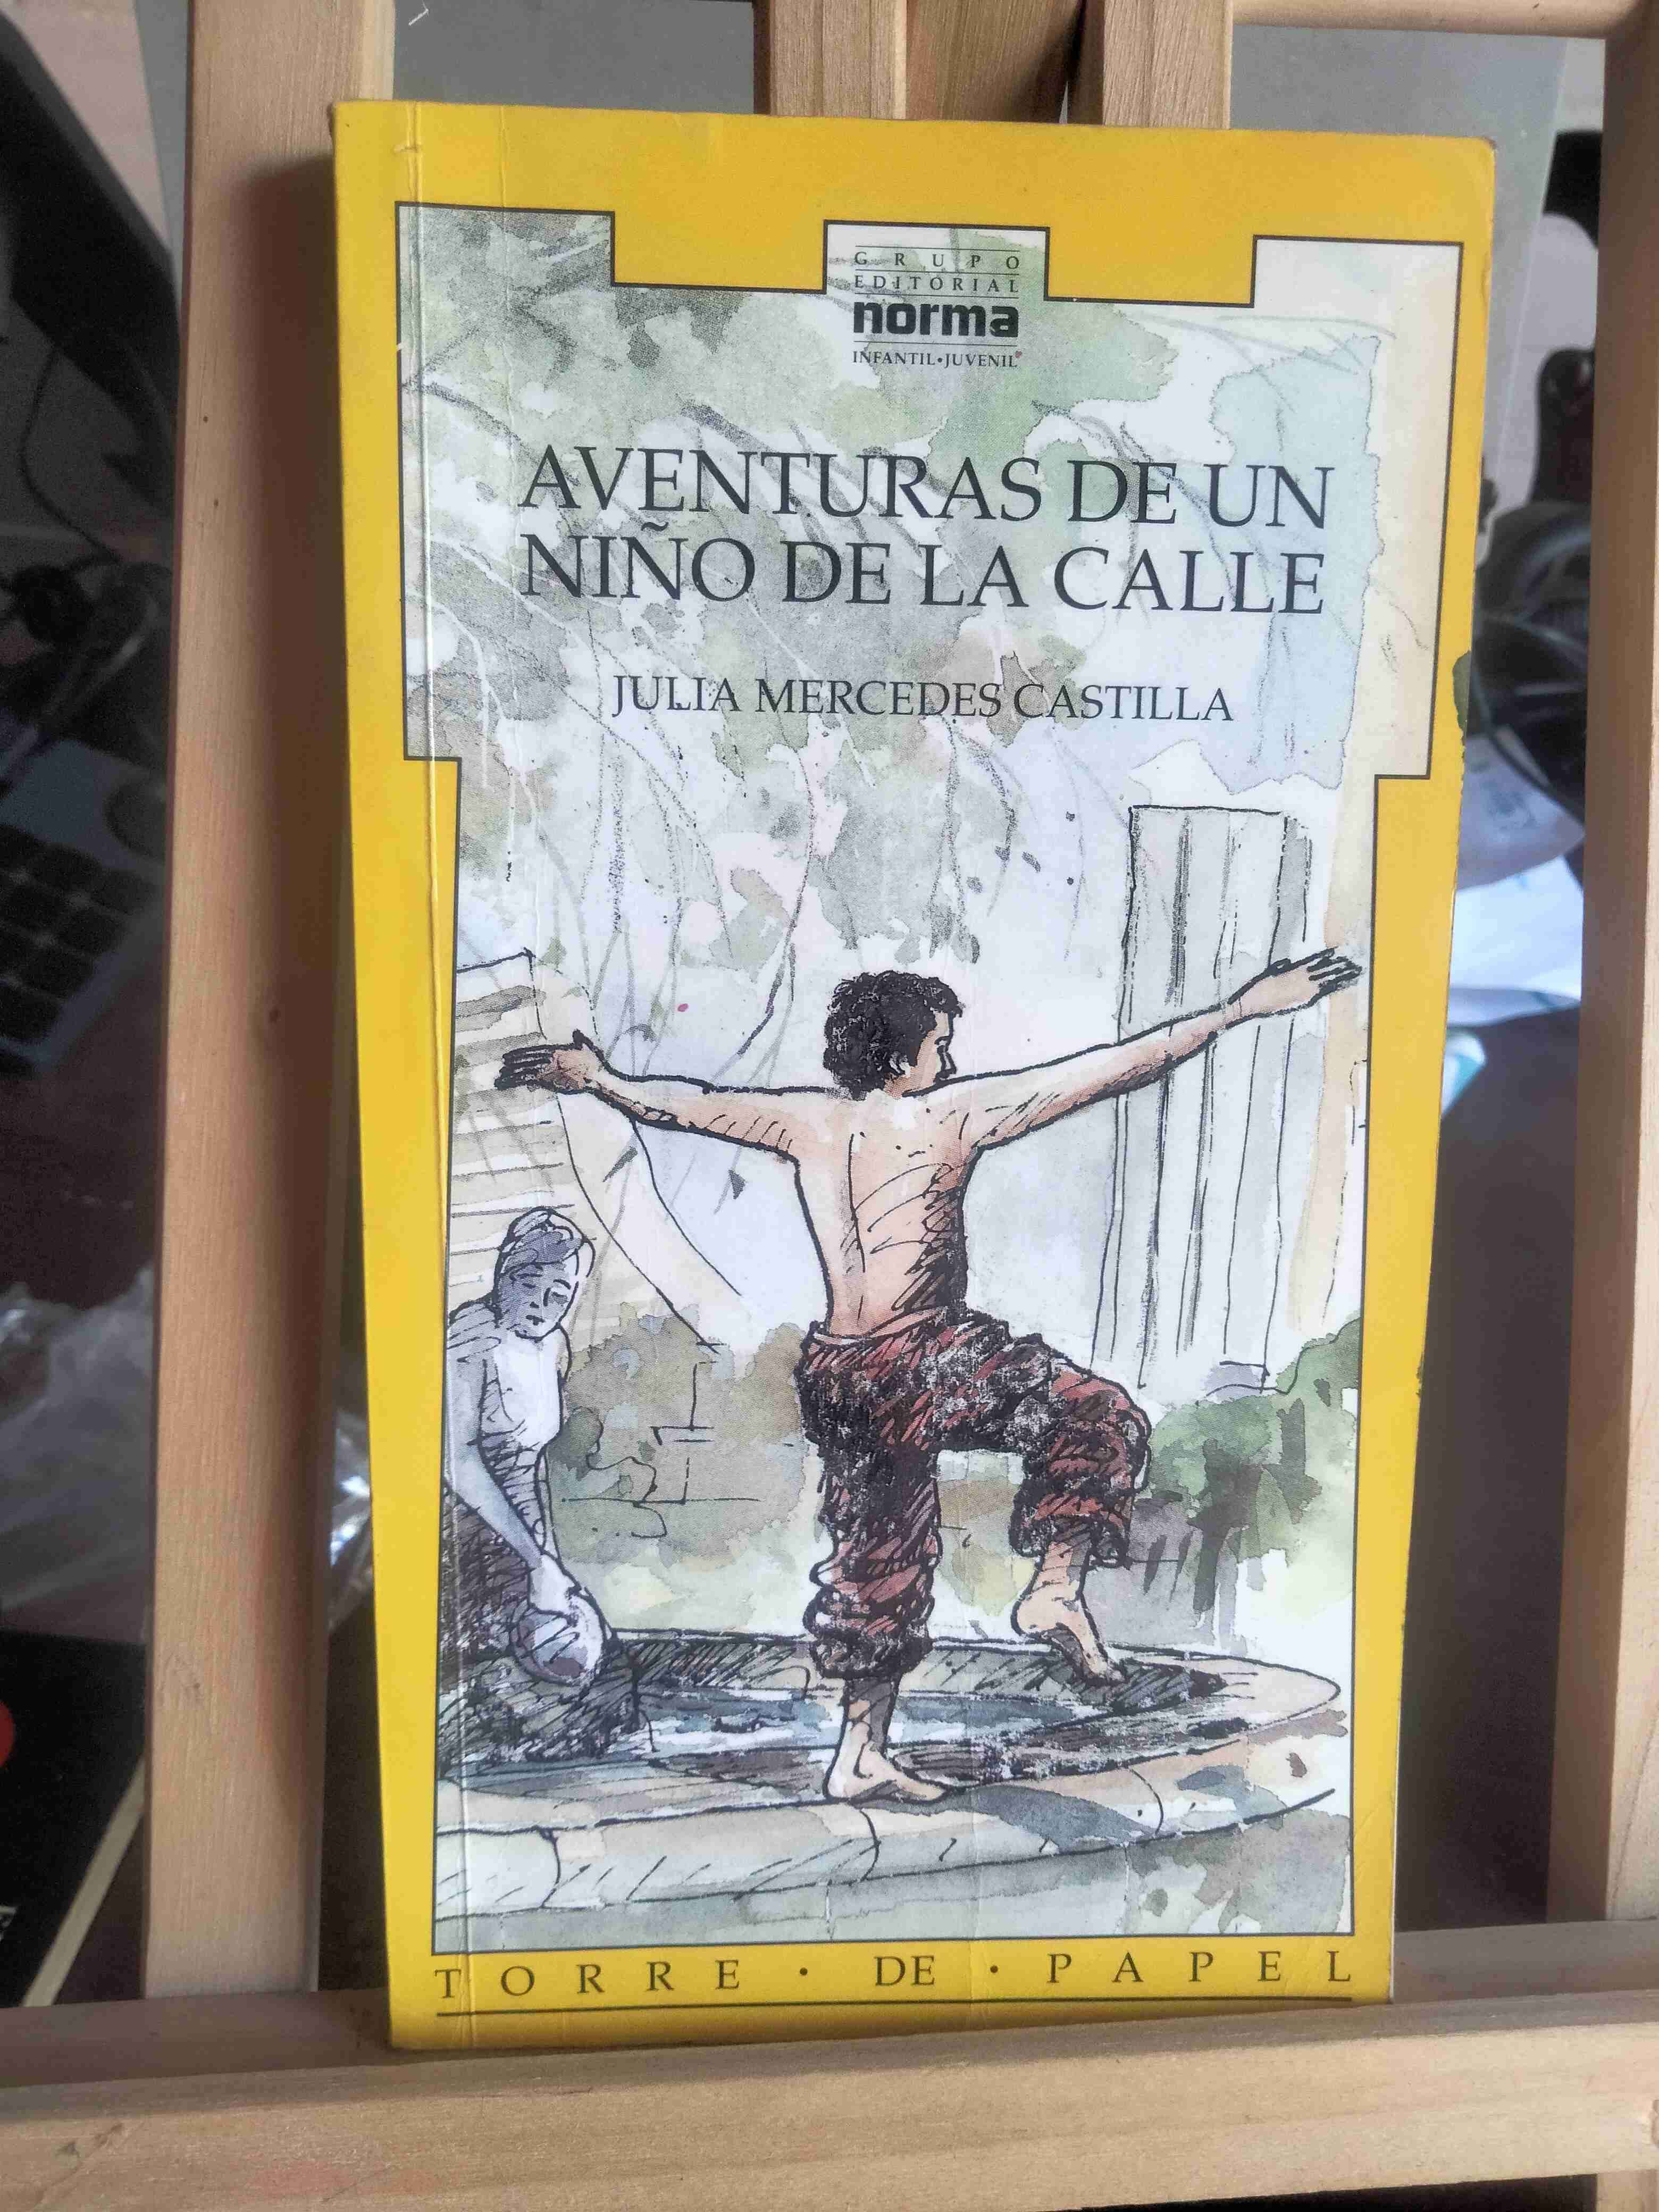 GRUPO
EDITORIAL
norma
INFANTIL•JUVENIL
AVENTURAS DE UN
NIÑO DE LA CALLE
JULIA MERCEDES CASTILLA
TORRE • DE • PAPEL